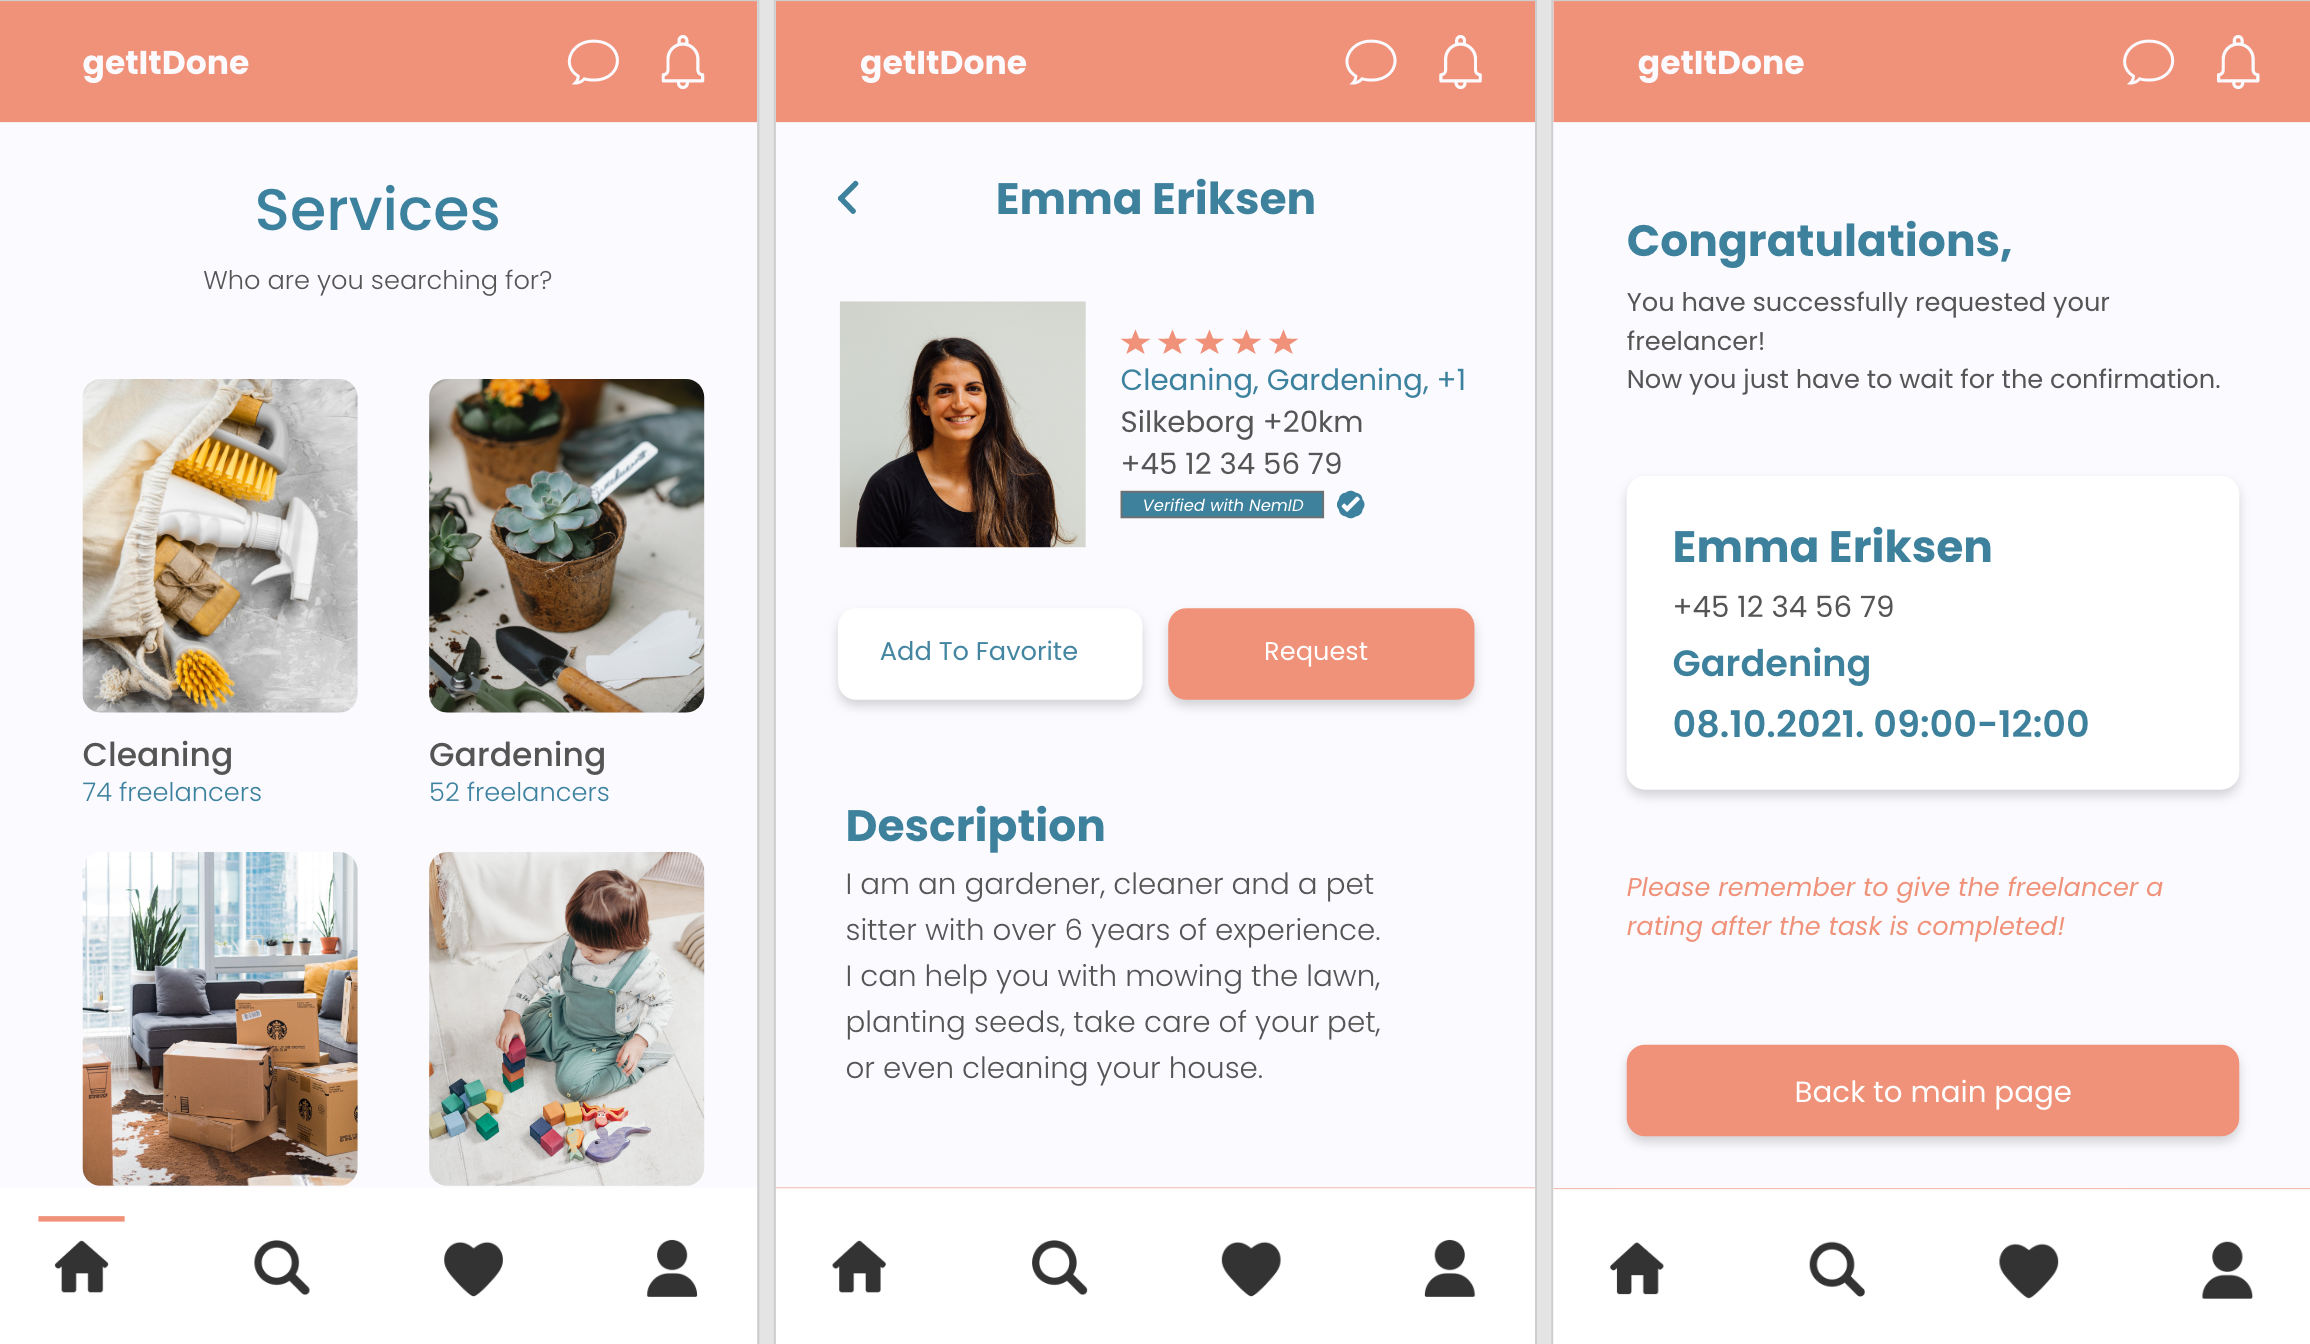 getItDone
Services
Who are you searching for?
Cleaning
74 freelancers
Gardening
52 freelancers
getItDone
Emma Eriksen
Cleaning, Gardening, +1
Silkeborg +20km
+45 12 34 56 79
Verified with NemID
Add To Favorite
Request
Description
I am an gardener, cleaner and a pet
sitter with over 6 years of experience.
I can help you with mowing the lawn,
planting seeds, take care of your pet,
or even cleaning your house.
getItDone
Congratulations,
You have successfully requested your
freelancer!
Now you just have to wait for the confirmation.
Emma Eriksen
+45 12 34 56 79
Gardening
08.10.2021. 09:00-12:00
Please remember to give the freelancer a
rating after the task is completed!
Back to main page